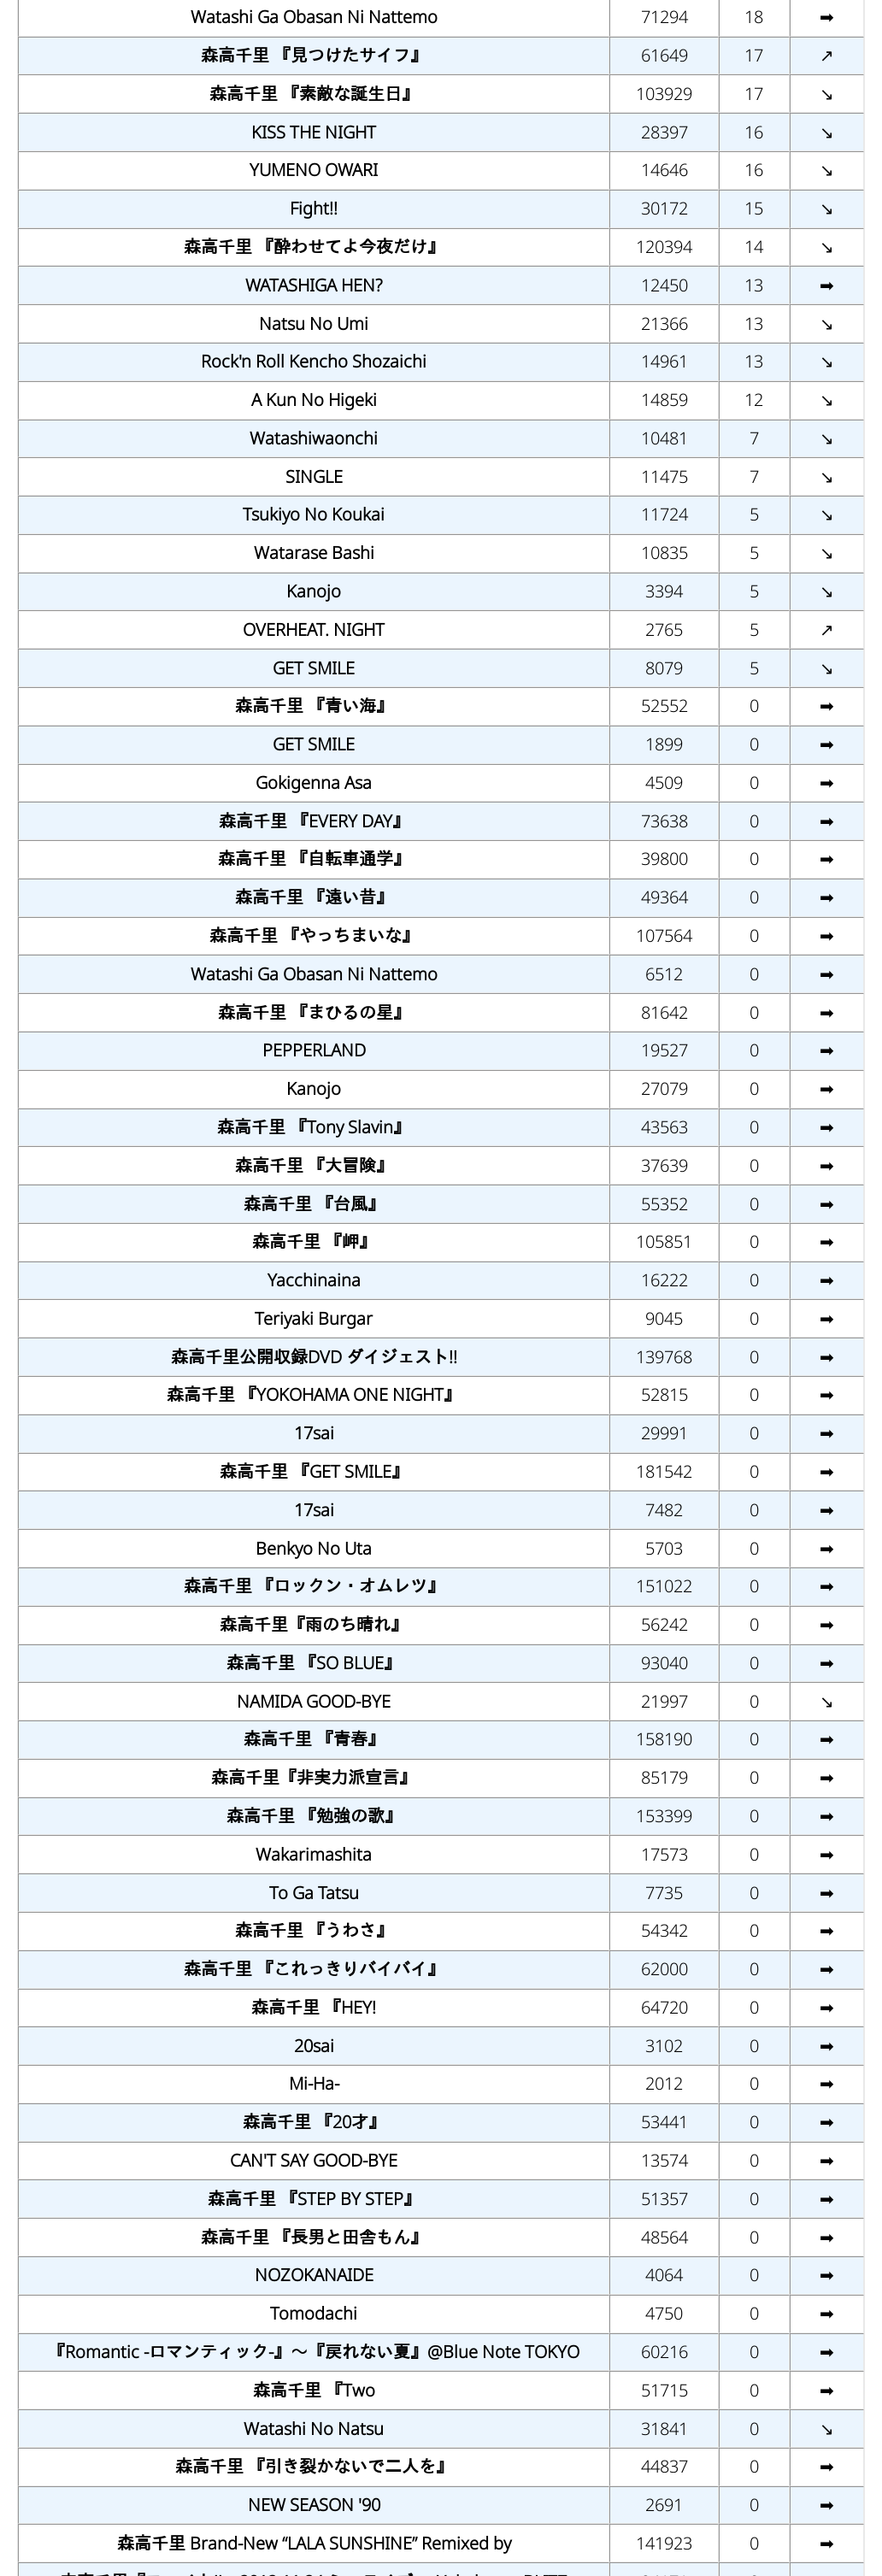 Watashi Ga Obasan Ni Nattemo 71294 18 ➡
森高千里 『見つけたサイフ』 61649 17 ↗
森高千里 『素敵な誕生日』 103929 17 ↘
KISS THE NIGHT 28397 16 ↘
YUMENO OWARI 14646 16 ↘
Fight!! 30172 15 ↘
森高千里 『酔わせてよ今夜だけ』 120394 14 ↘
WATASHIGA HEN? 12450 13 ➡
Natsu No Umi 21366 13 ↘
Rock'n Roll Kencho Shozaichi 14961 13 ↘
A Kun No Higeki 14859 12 ↘
Watashiwaonchi 10481 7 ↘
SINGLE 11475 7 ↘
Tsukiyo No Koukai 11724 5 ↘
Watarase Bashi 10835 5 ↘
Kanojo 3394 5 ↘
OVERHEAT. NIGHT 2765 5 ↗
GET SMILE 8079 5 ↘
森高千里 『青い海』 52552 0 ➡
GET SMILE 1899 0 ➡
Gokigenna Asa 4509 0 ➡
森高千里 『EVERY DAY』 73638 0 ➡
森高千里 『自転車通学』 39800 0 ➡
森高千里 『遠い昔』 49364 0 ➡
森高千里 『やっちまいな』 107564 0 ➡
Watashi Ga Obasan Ni Nattemo 6512 0 ➡
森高千里 『まひるの星』 81642 0 ➡
PEPPERLAND 19527 0 ➡
Kanojo 27079 0 ➡
森高千里 『Tony Slavin』 43563 0 ➡
森高千里 『大冒険』 37639 0 ➡
森高千里 『台風』 55352 0 ➡
森高千里 『岬』 105851 0 ➡
Yacchinaina 16222 0 ➡
Teriyaki Burgar 9045 0 ➡
森高千里公開収録DVD ダイジェスト!! 139768 0 ➡
森高千里 『YOKOHAMA ONE NIGHT』 52815 0 ➡
17sai 29991 0 ➡
森高千里 『GET SMILE』 181542 0 ➡
17sai 7482 0 ➡
Benkyo No Uta 5703 0 ➡
森高千里 『ロックン・オムレツ』 151022 0 ➡
森高千里『雨のち晴れ』 56242 0 ➡
森高千里 『SO BLUE』 93040 0 ➡
NAMIDA GOOD-BYE 21997 0 ↘
森高千里 『青春』 158190 0 ➡
森高千里『非実力派宣言』 85179 0 ➡
森高千里 『勉強の歌』 153399 0 ➡
Wakarimashita 17573 0 ➡
To Ga Tatsu 7735 0 ➡
森高千里 『うわさ』 54342 0 ➡
森高千里 『これっきりバイバイ』 62000 0 ➡
森高千里 『HEY! 64720 0 ➡
20sai 3102 0 ➡
Mi-Ha- 2012 0 ➡
森高千里 『20才』 53441 0 ➡
CAN'T SAY GOOD-BYE 13574 0 ➡
森高千里 『STEP BY STEP』 51357 0 ➡
森高千里 『長男と田舎もん』 48564 0 ➡
NOZOKANAIDE 4064 0 ➡
Tomodachi 4750 0 ➡
『Romantic -ロマンティック-』～『戻れない夏』@Blue Note TOKYO 60216 0 ➡
森高千里 『Two 51715 0 ➡
Watashi No Natsu 31841 0 ↘
森高千里 『引き裂かないで二人を』 44837 0 ➡
NEW SEASON '90 2691 0 ➡
森高千里 Brand-New “LALA SUNSHINE” Remixed by 141923 0 ➡